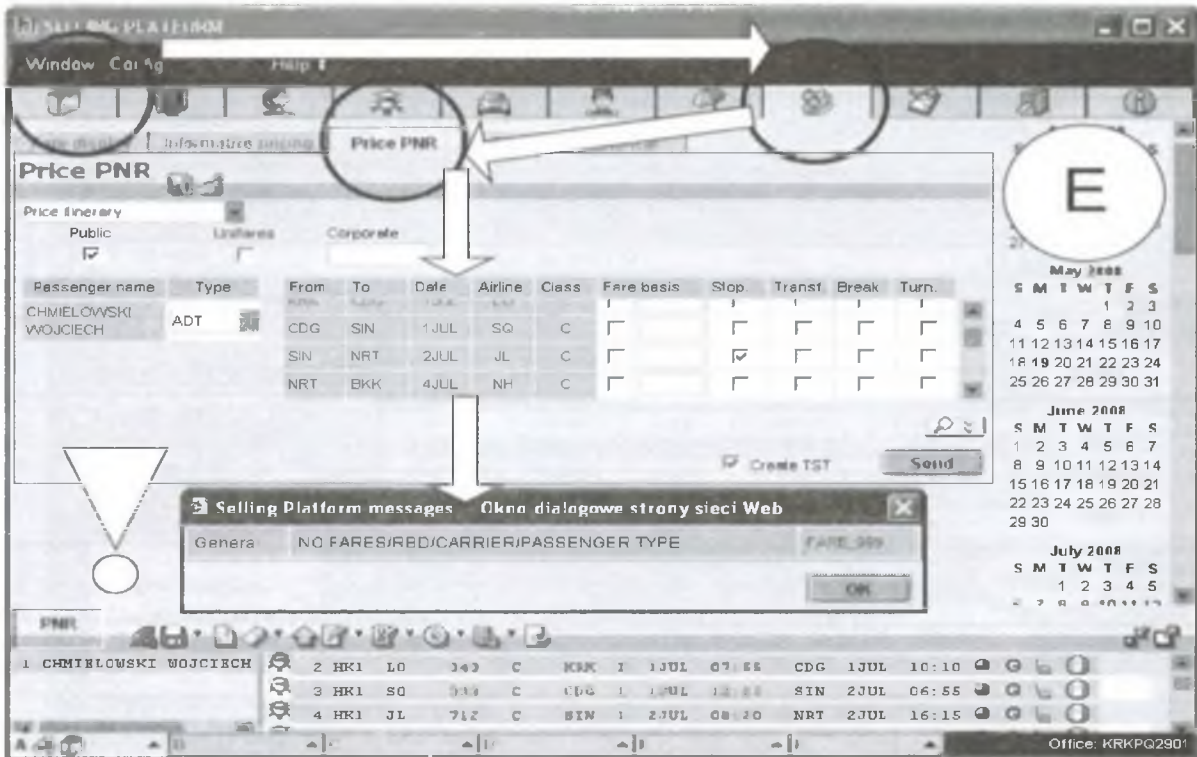 SELLING PLATFORM
Window Config Help
Informative pricing Price PNR
Price PNR
Price Itinerary
Public Unifares Corporate
Passenger name Type From To Date Airline Class Fare basis Stop Transf Break Turn.
CHMIELOWSKI WOJCIECH ADT
CDG SIN 1JUL SQ C
SIN NRT 2JUL JL C
NRT BKK 4JUL NH C
Create TST Send
E
May 2008
S M T W T F S
1 2 3
4 5 6 7 8 9 10
11 12 13 14 15 16 17
18 19 20 21 22 23 24
25 26 27 28 29 30 31
June 2008
S M T W T F S
1 2 3 4 5 6 7
8 9 10 11 12 13 14
15 16 17 18 19 20 21
22 23 24 25 26 27 28
29 30
July 2008
S M T W T F S
1 2 3 4 5
Selling Platform messages Okno dialogowe strony sieci Web
General NO FARES/RBD/CARRIER/PASSENGER TYPE
OK
PNR
1 CHMIELOWSKI WOJCIECH
2 HK1 LO 343 C KRK 1 1JUL CDG 1JUL 10:10 G
3 HK1 SQ C CDG 1 SIN 2JUL 06:55 G
4 HK1 JL 712 C SIN 1 2JUL NRT 2JUL 16:15 G
A
Office: KRKPQ2901